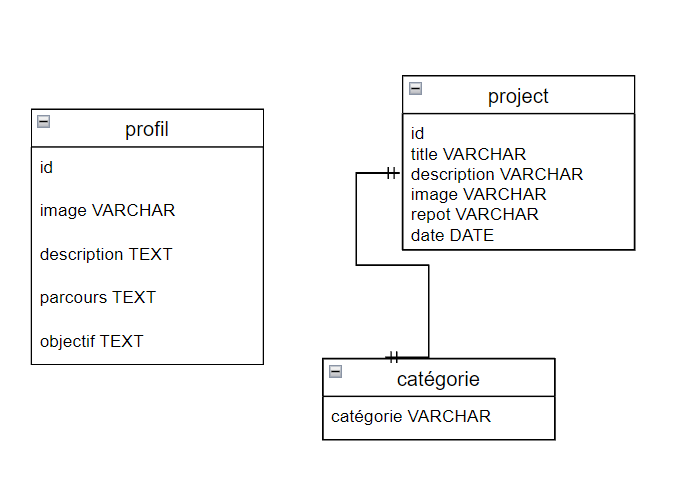 profil
id
image VARCHAR
description TEXT
parcours TEXT
objectif TEXT
project
id
title VARCHAR
description VARCHAR
image VARCHAR
repot VARCHAR
date DATE
catégorie
catégorie VARCHAR